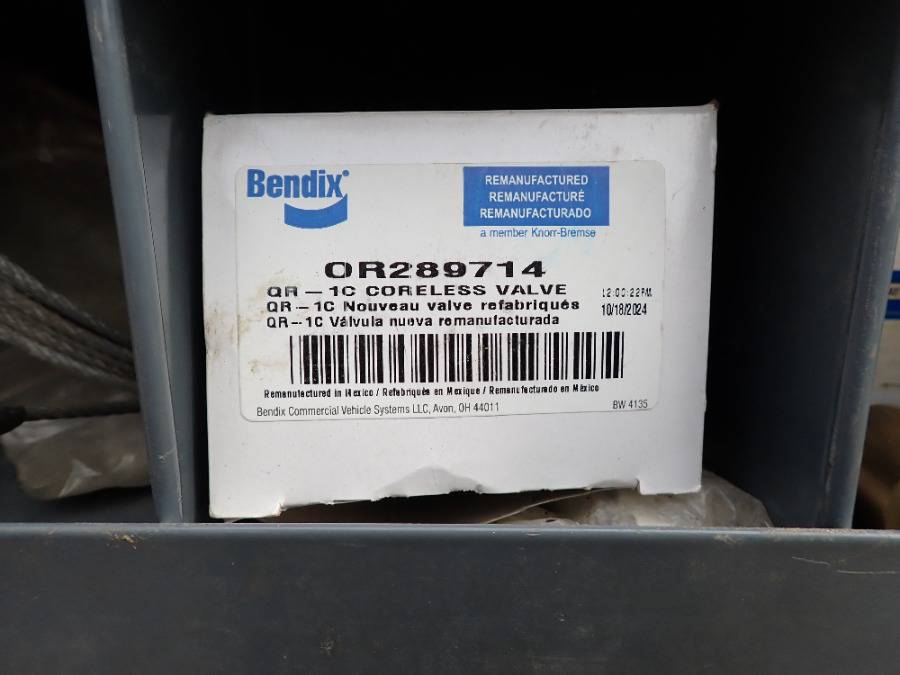 Bendix
REMANUFACTURED
REMANUFACTURÉ
REMANUFACTURADO
a member Knorr-Bremse
OR289714
QR-1C CORELESS VALVE
QR-1C Nouveau valve refabriqués
QR-1C Válvula nueva remanufacturada
12:00:22PM
10/18/2024
Remanufactured in Mexico / Refabriqués en Mexique / Remanufacturado en México
Bendix Commercial Vehicle Systems LLC, Avon, OH 44011
BW 4135